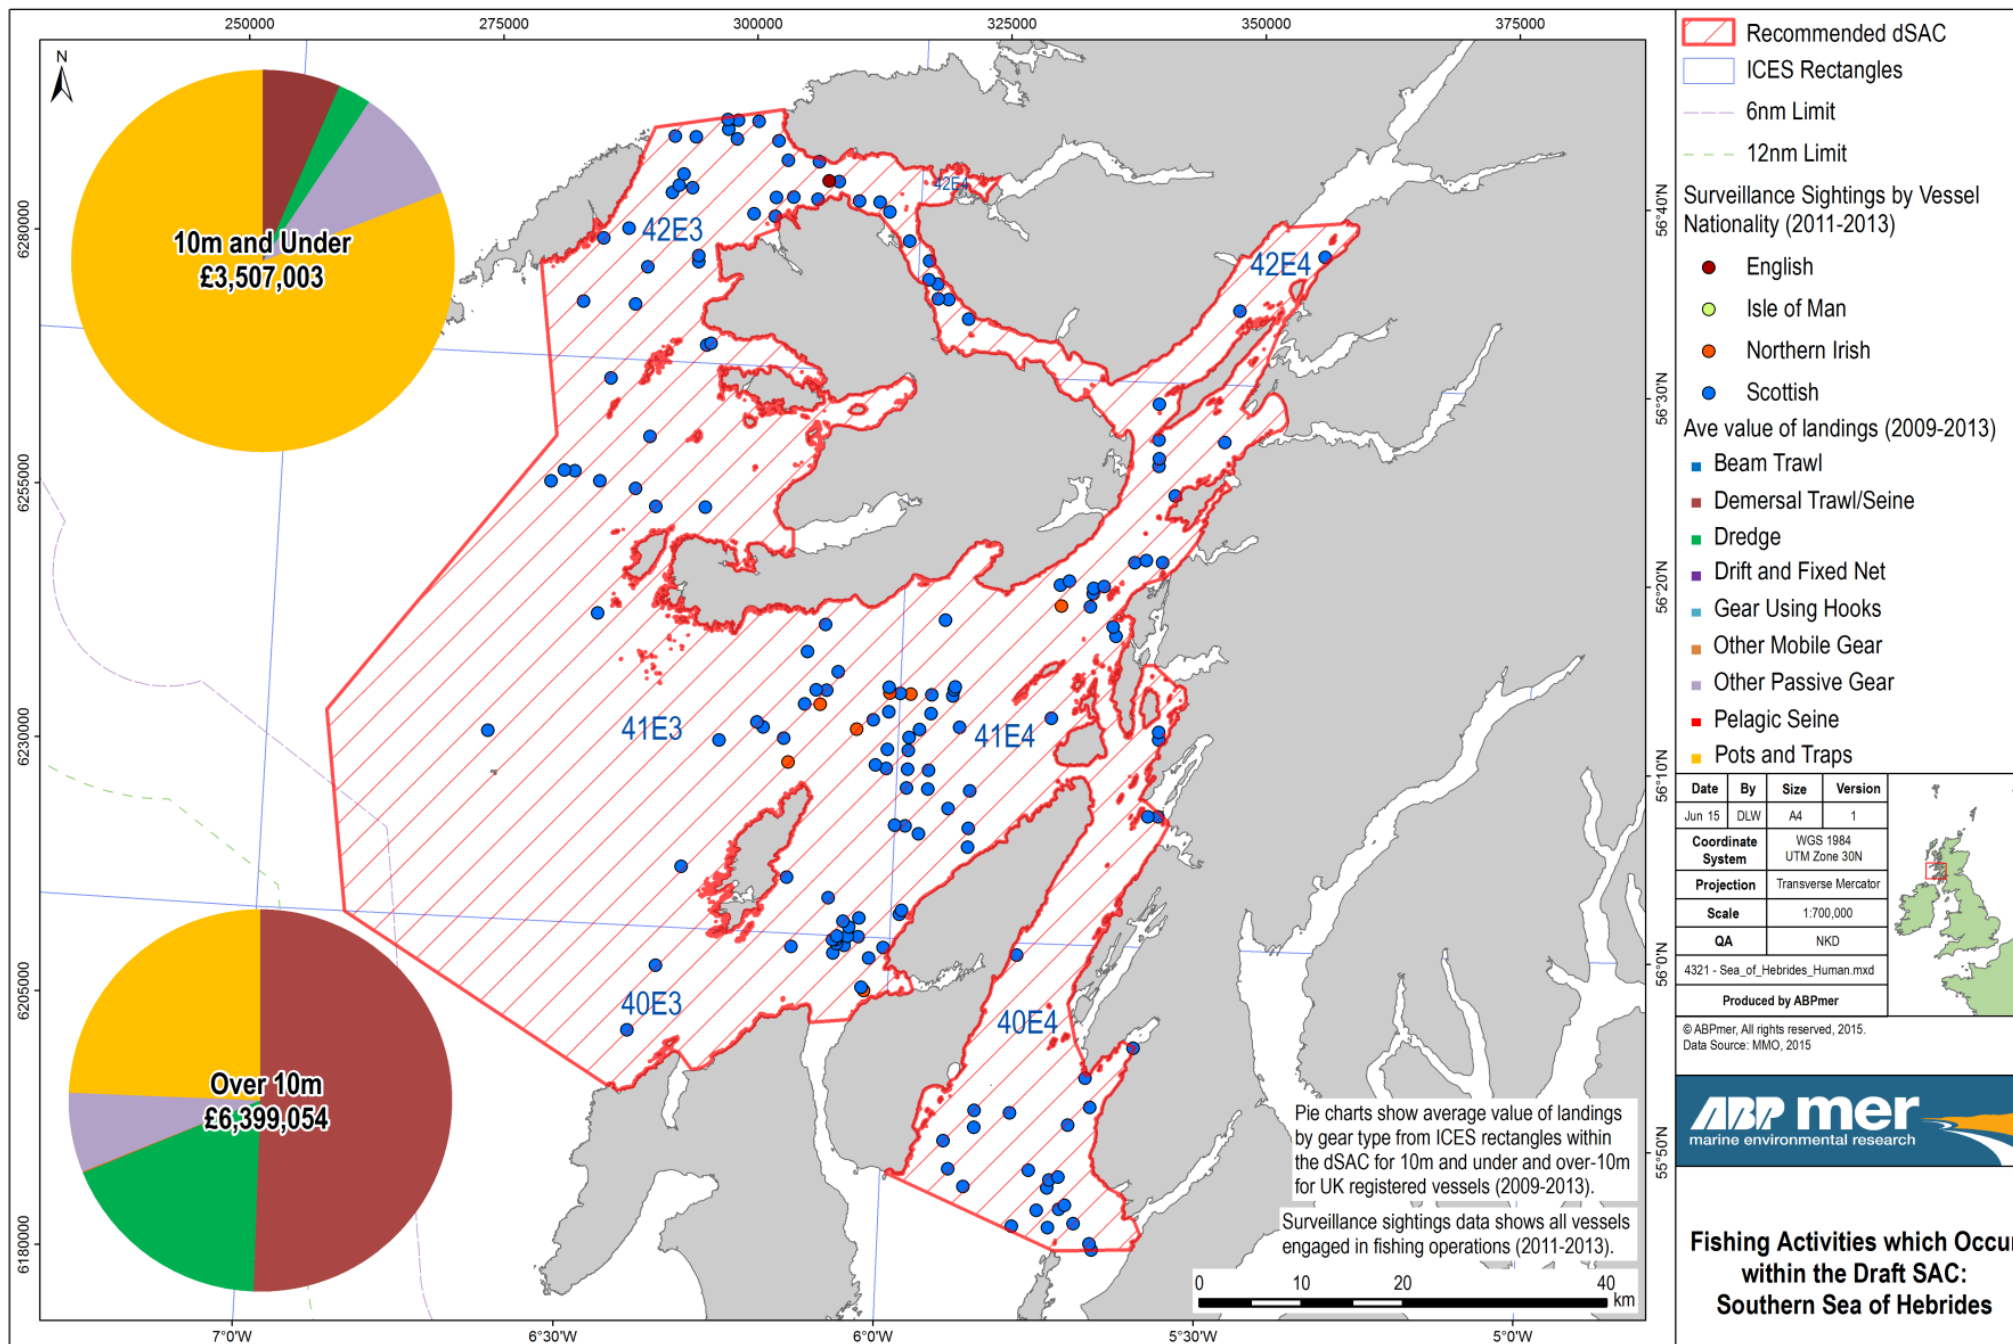 250000
275000
300000
325000
350000
375000
N
6280000
6255000
6230000
6205000
6180000
56°40'N
56°30'N
56°20'N
56°10'N
56°0'N
55°50'N
7°0'W
6°30'W
6°0'W
5°30'W
5°0'W
10m and Under
£3,507,003
Over 10m
£6,399,054
42E3
42E4
42E4
41E3
41E4
40E3
40E4
Pie charts show average value of landings
by gear type from ICES rectangles within
the dSAC for 10m and under and over-10m
for UK registered vessels (2009-2013).
Surveillance sightings data shows all vessels
engaged in fishing operations (2011-2013).
0 10 20 40
km
Recommended dSAC
ICES Rectangles
6nm Limit
12nm Limit
Surveillance Sightings by Vessel
Nationality (2011-2013)
English
Isle of Man
Northern Irish
Scottish
Ave value of landings (2009-2013)
Beam Trawl
Demersal Trawl/Seine
Dredge
Drift and Fixed Net
Gear Using Hooks
Other Mobile Gear
Other Passive Gear
Pelagic Seine
Pots and Traps
Date By Size Version
Jun 15 DLW A4 1
Coordinate System WGS 1984 UTM Zone 30N
Projection Transverse Mercator
Scale 1:700,000
QA NKD
4321 - Sea_of_Hebrides_Human.mxd
Produced by ABPmer
© ABPmer, All rights reserved, 2015.
Data Source: MMO, 2015
ABP mer
marine environmental research
Fishing Activities which Occur
within the Draft SAC:
Southern Sea of Hebrides